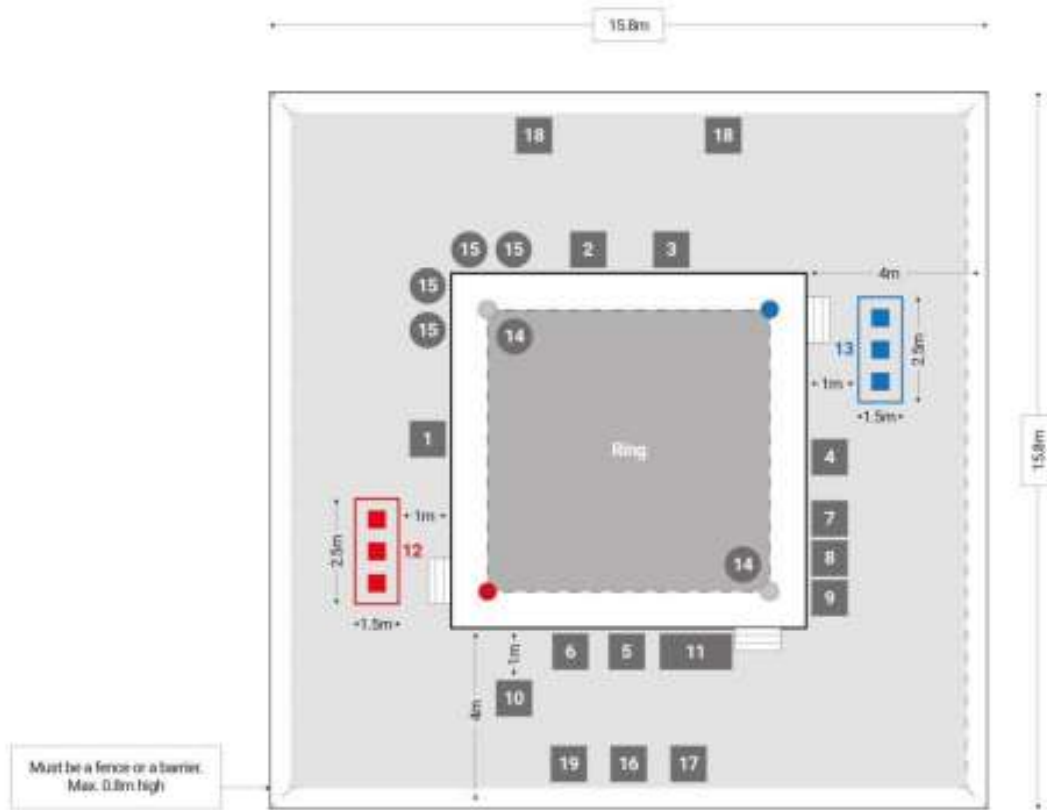 15.8m
18 18
15 15 2 3
15
4m
15
14
13
2.5m
1m
1.5m
1
Ring
4
15.8m
7
1m
12
2.5m
8
14
9
1.5m
6 5 11
1m
10
4m
19 16 17
Must be a fence or a barrier.
Max. 0.8m high